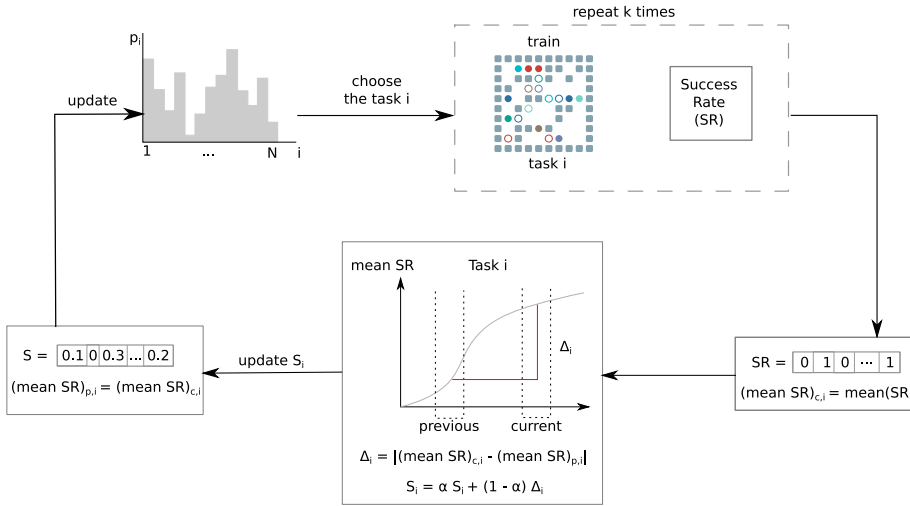 repeat k times
p_i
train
update
choose
the task i
Success
Rate
(SR)
1 ... N i
task i
mean SR
Task i
Δ_i
previous
current
Δ_i = |(mean SR)_c,i - (mean SR)_p,i|
S_i = α S_i + (1 - α) Δ_i
SR = 0 1 0 ... 1
(mean SR)_c,i = mean(SR
update S_i
S = 0.1 0 0.3 ... 0.2
(mean SR)_p,i = (mean SR)_c,i